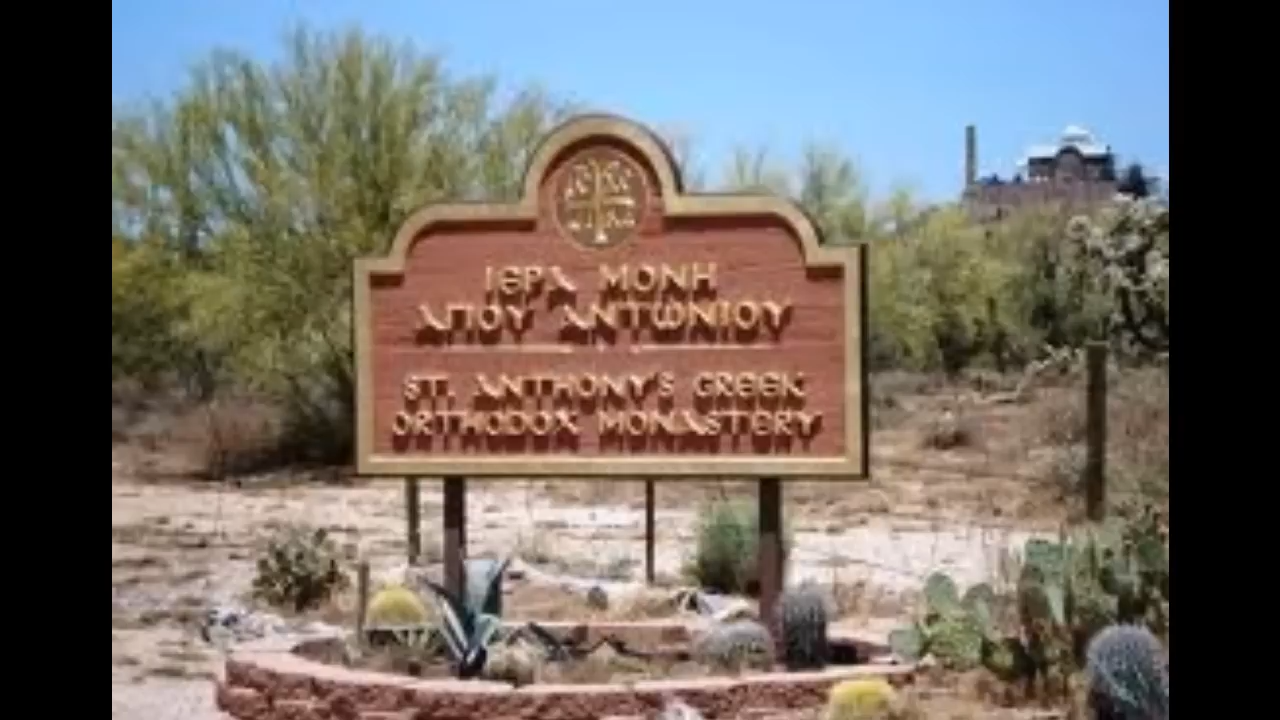 ΙΕΡΑ ΜΟΝΗ
ΑΓΙΟΥ ΑΝΤΩΝΙΟΥ
ST. ANTHONY'S GREEK
ORTHODOX MONASTERY